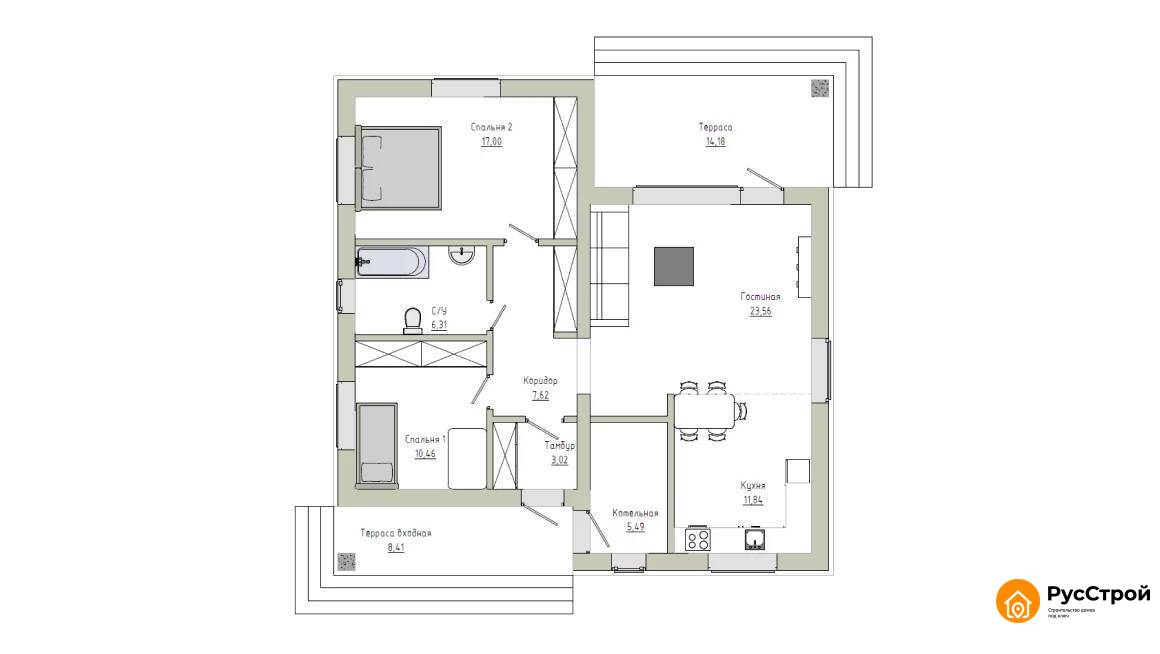 Спальня 2
17,00
Терраса
14,18
Гостиная
23,56
С/У
6,31
Коридор
7,62
Спальня 1
10,46
Тамбур
3,02
Кухня
11,84
Котельная
5,49
Терраса входная
8,41
РусСтрой
Строительство домов
под ключ